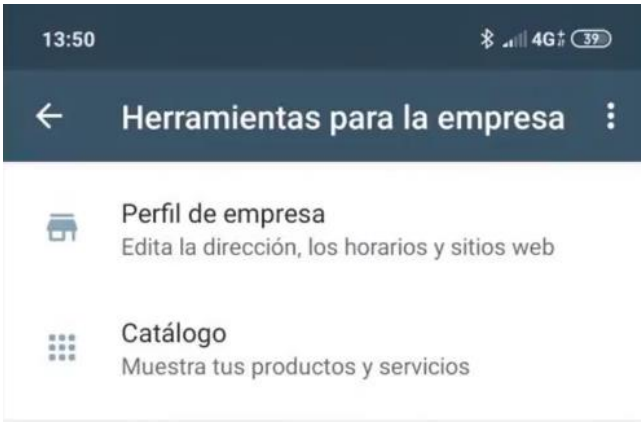 13:50 4G+ 39
Herramientas para la empresa
Perfil de empresa
Edita la dirección, los horarios y sitios web
Catálogo
Muestra tus productos y servicios